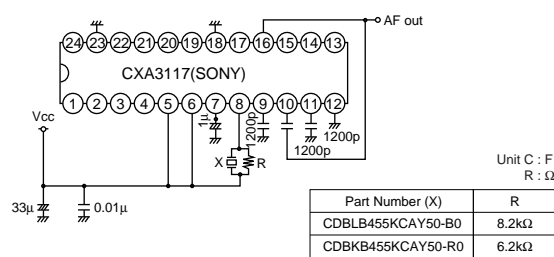 AF out
24 23 22 21 20 19 18 17 16 15 14 13
CXA3117(SONY)
1 2 3 4 5 6 7 8 9 10 11 12
Vcc
1µ
1200p
1200p
1200p
X
R
33µ
0.01µ
Unit C : F
R : Ω
Part Number (X) R
CDBLB455KCAY50-B0 8.2kΩ
CDBKB455KCAY50-R0 6.2kΩ